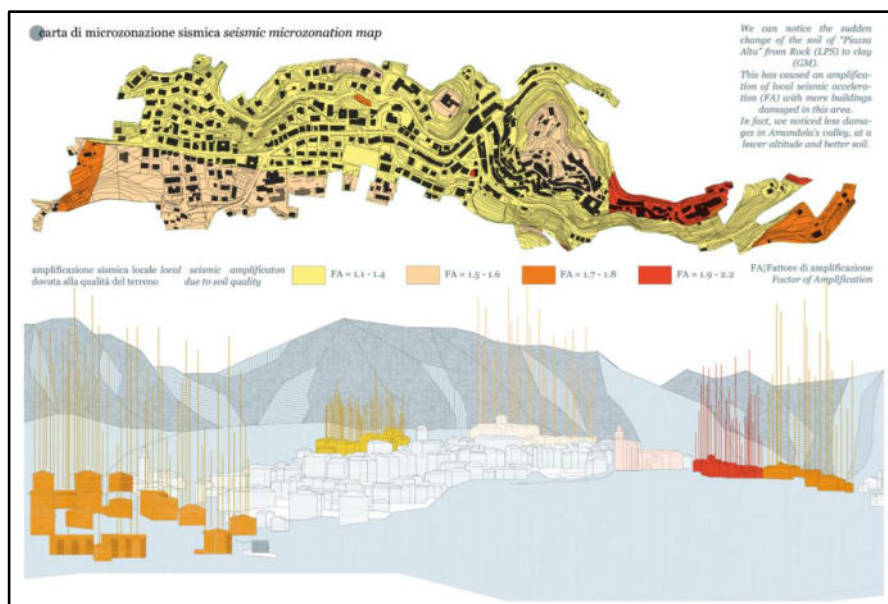 carta di microzonazione sismica seismic microzonation map
We can notice the sudden
change of the soil of "Piazza
Alta" from Rock (LPS) to clay
(GM).
This has caused an amplifica-
tion of local seismic accelera-
tion (FA) with more buildings
damaged in this area.
In fact, we noticed less dama-
ges in Amandola's valley, at a
lower altitude and better soil.
amplificazione sismica locale local seismic amplificaton
dovuta alla qualità del terreno due to soil quality
FA = 1.1 - 1.4
FA = 1.5 - 1.6
FA = 1.7 - 1.8
FA = 1.9 - 2.2
FA|Fattore di amplificazione
Factor of Amplification